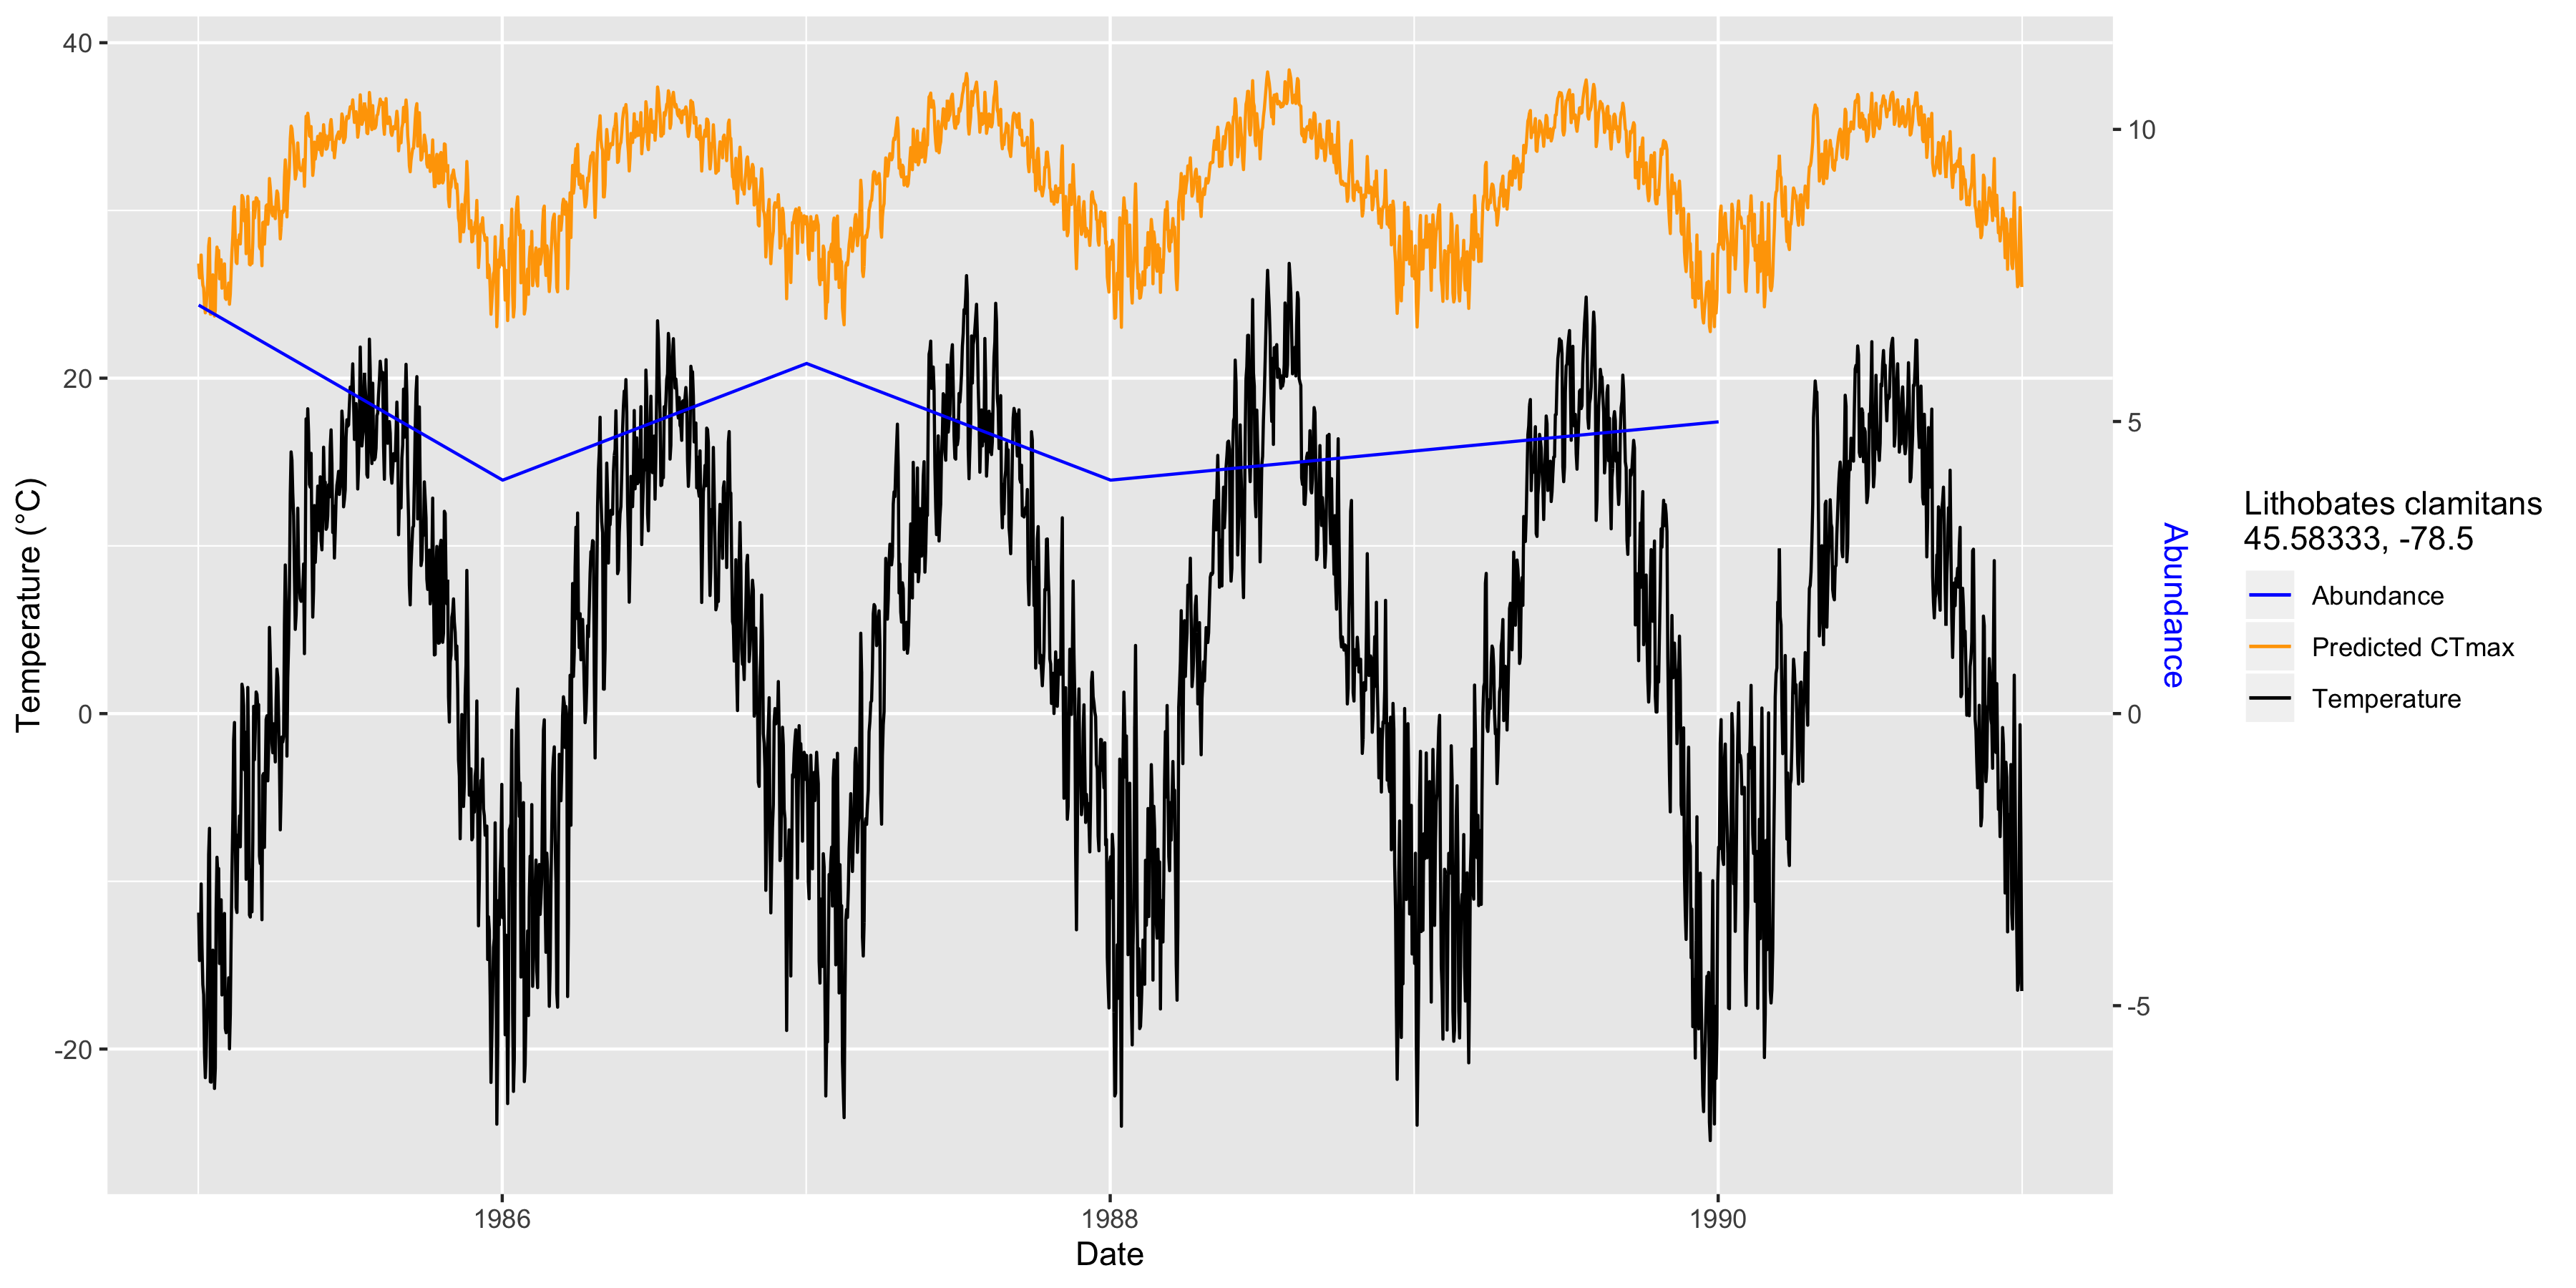 40
20
0
-20
Temperature (°C)
10
5
0
-5
Abundance
1986
1988
1990
Date
Lithobates clamitans
45.58333, -78.5
Abundance
Predicted CTmax
Temperature